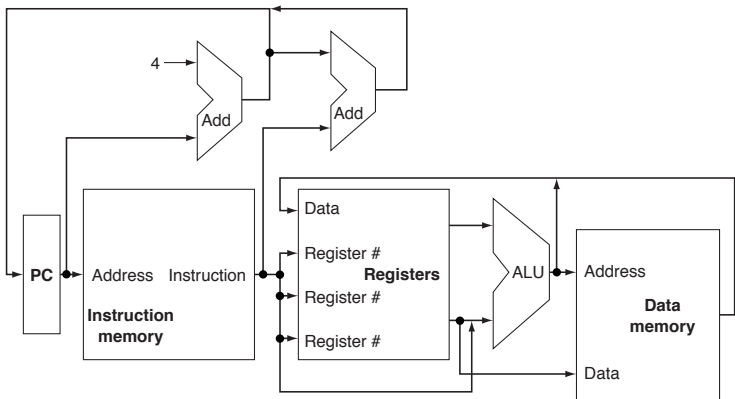 4
Add
Add
PC
Address
Instruction
Instruction
memory
Data
Register #
Registers
Register #
Register #
ALU
Address
Data
memory
Data